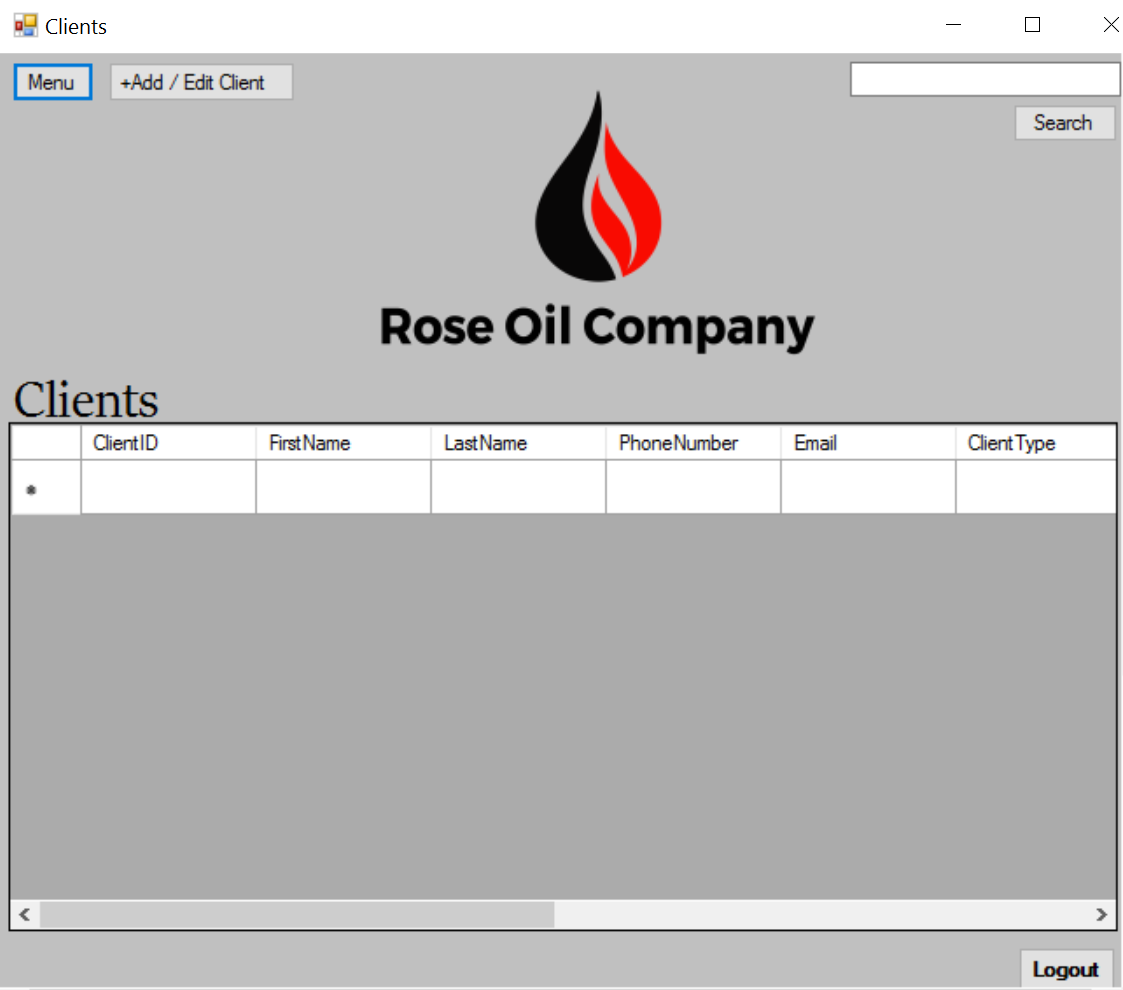 Clients
Menu +Add / Edit Client
Search
Rose Oil Company
Clients
ClientID FirstName LastName PhoneNumber Email ClientType
Logout